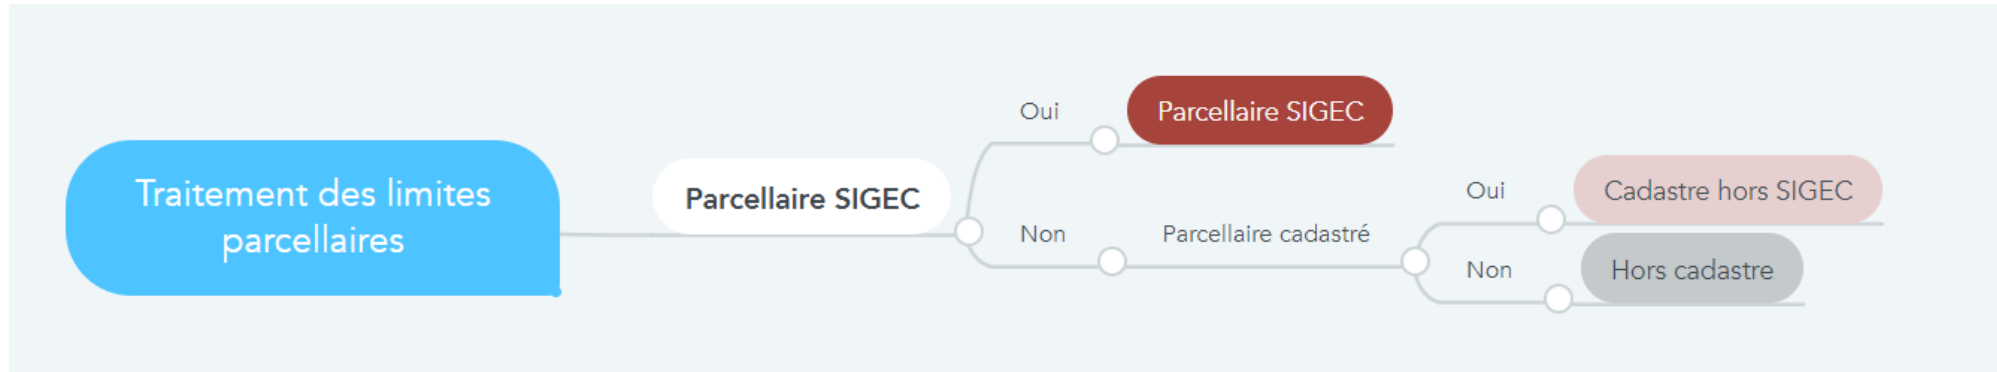 Traitement des limites
parcellaires
Parcellaire SIGEC
Oui
Parcellaire SIGEC
Non
Parcellaire cadastré
Oui
Cadastre hors SIGEC
Non
Hors cadastre